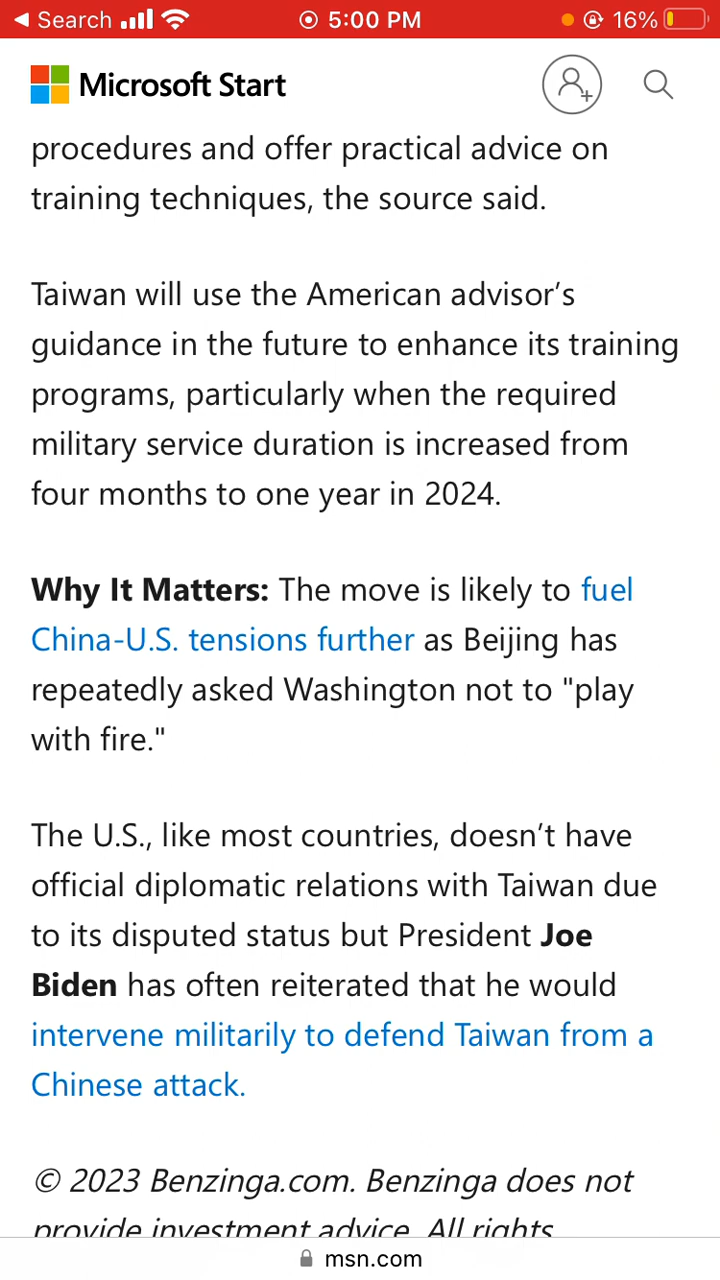 Search 5:00 PM 16%
Microsoft Start
procedures and offer practical advice on
training techniques, the source said.
Taiwan will use the American advisor’s
guidance in the future to enhance its training
programs, particularly when the required
military service duration is increased from
four months to one year in 2024.
Why It Matters: The move is likely to fuel
China-U.S. tensions further as Beijing has
repeatedly asked Washington not to "play
with fire."
The U.S., like most countries, doesn’t have
official diplomatic relations with Taiwan due
to its disputed status but President Joe
Biden has often reiterated that he would
intervene militarily to defend Taiwan from a
Chinese attack.
© 2023 Benzinga.com. Benzinga does not
provide investment advice. All rights
msn.com